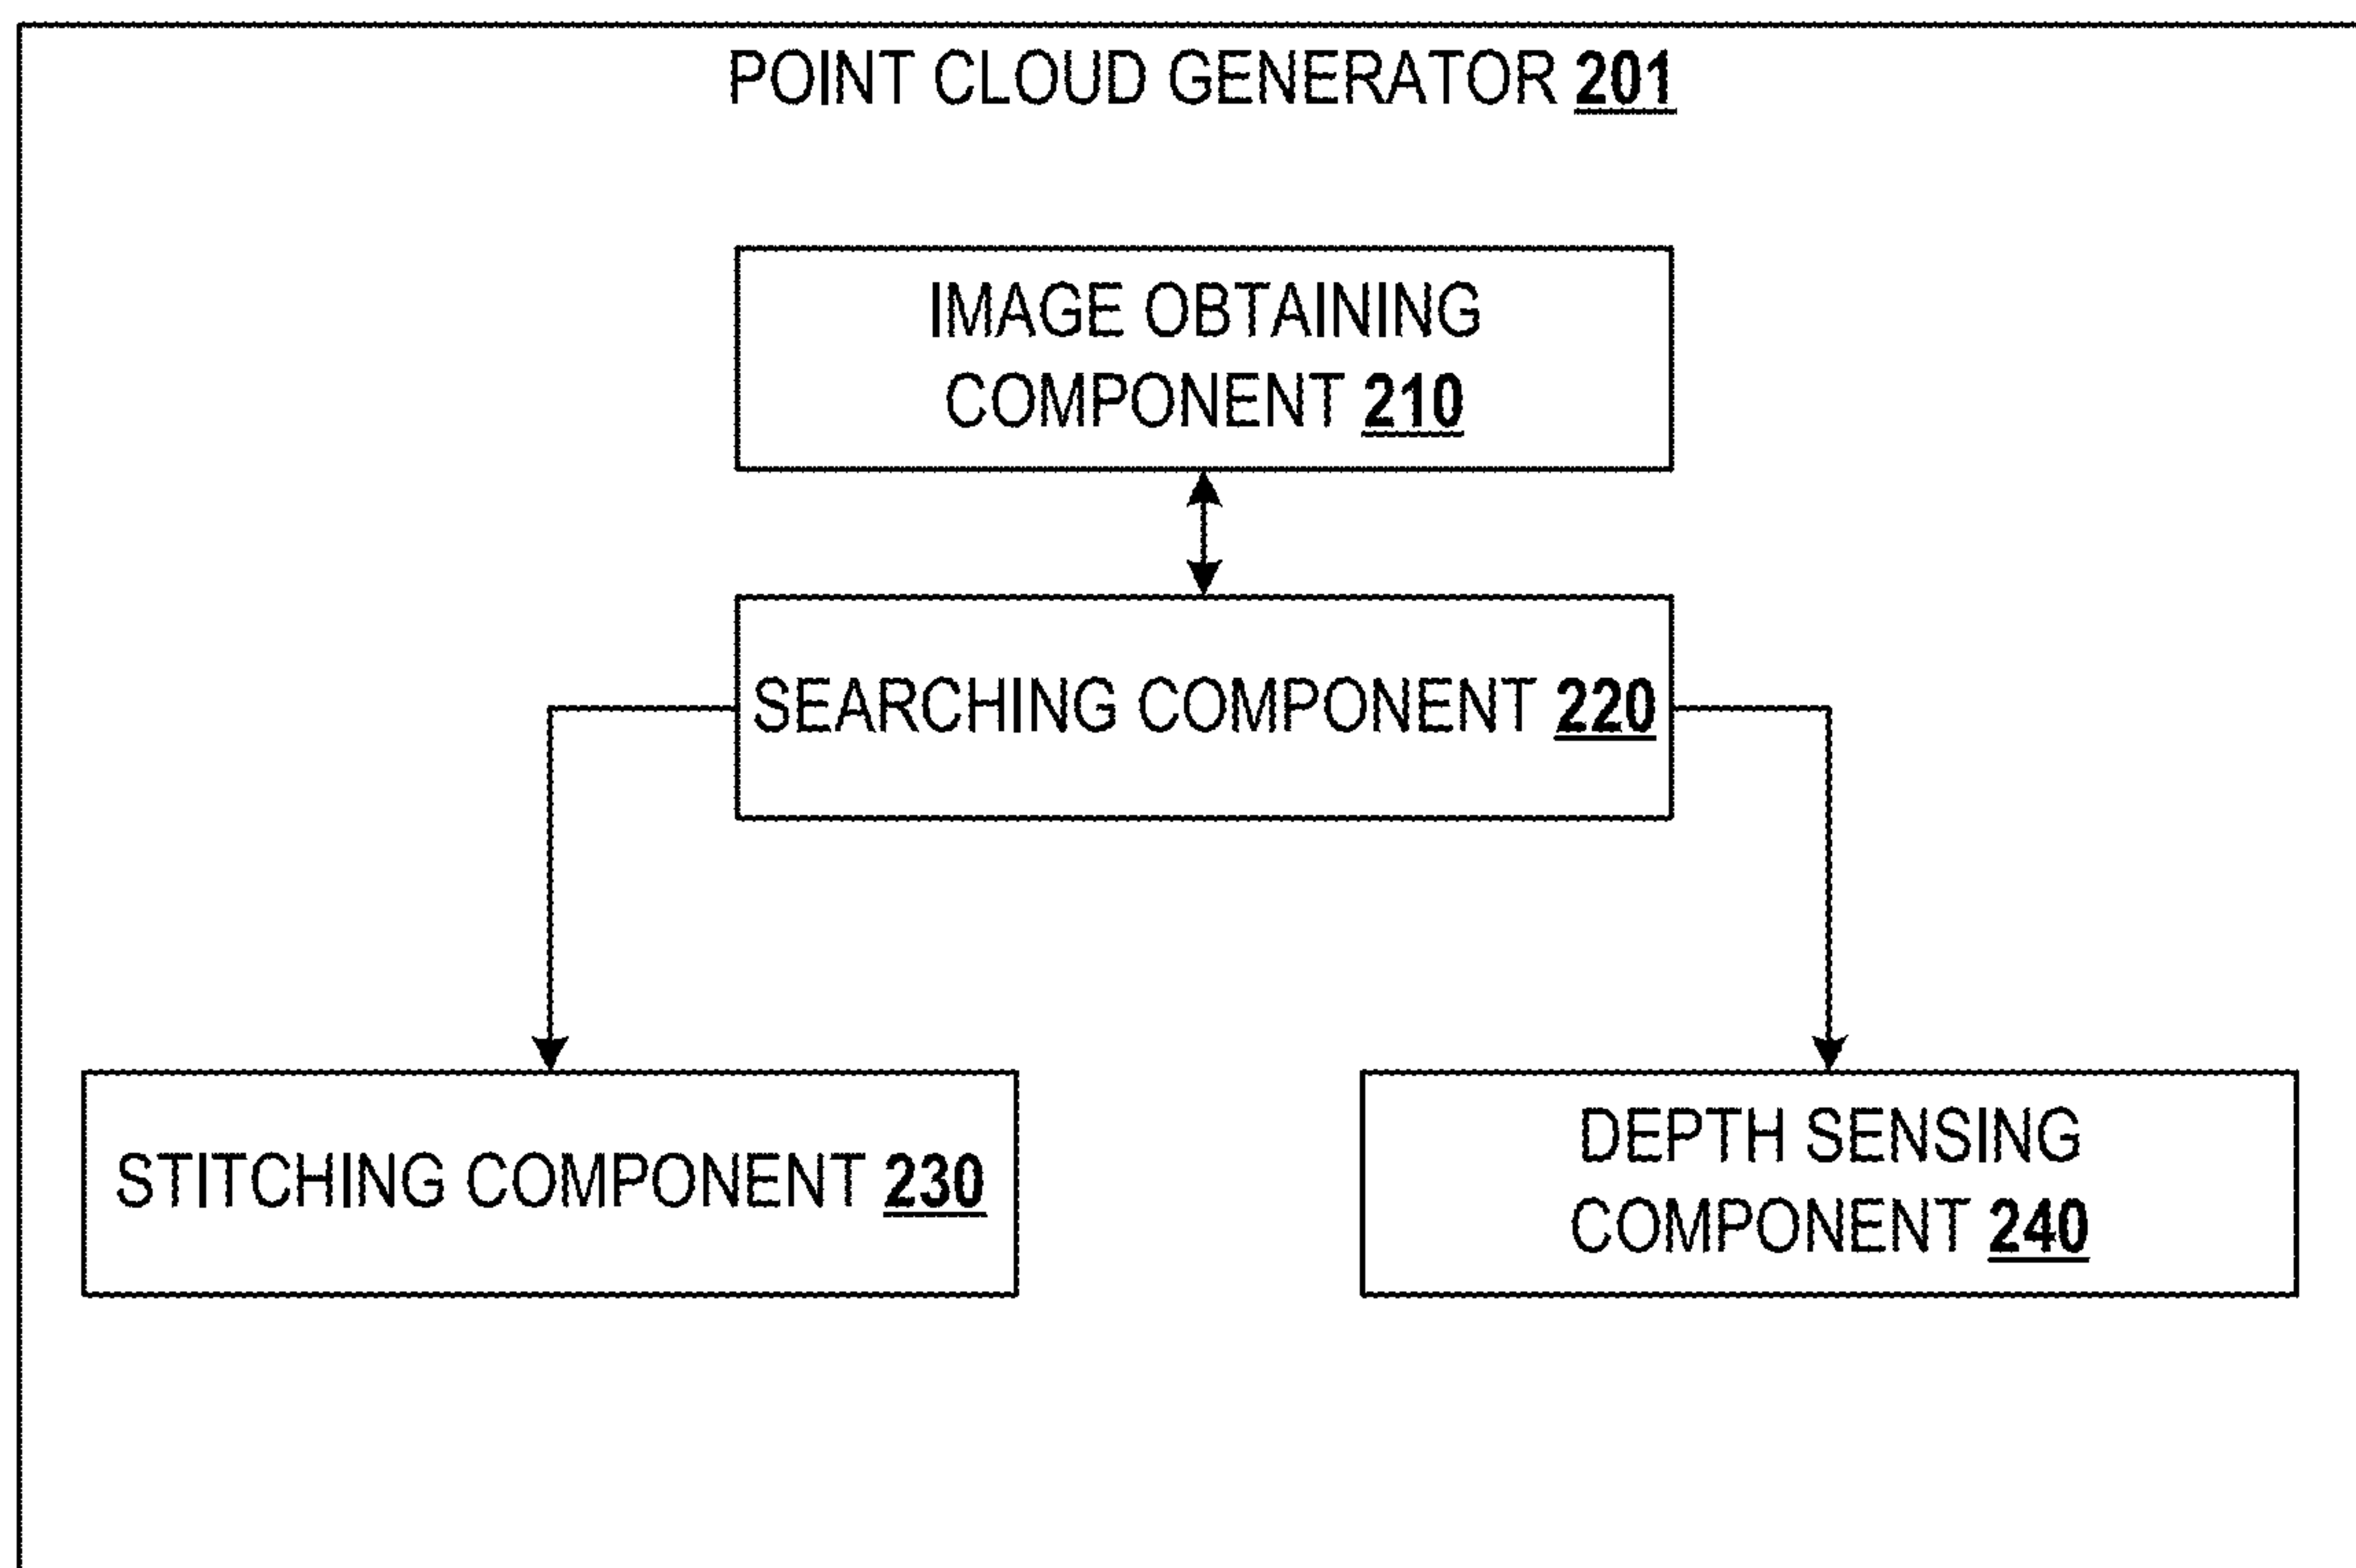 POINT CLOUD GENERATOR 201
IMAGE OBTAINING
COMPONENT 210
SEARCHING COMPONENT 220
STITCHING COMPONENT 230
DEPTH SENSING
COMPONENT 240